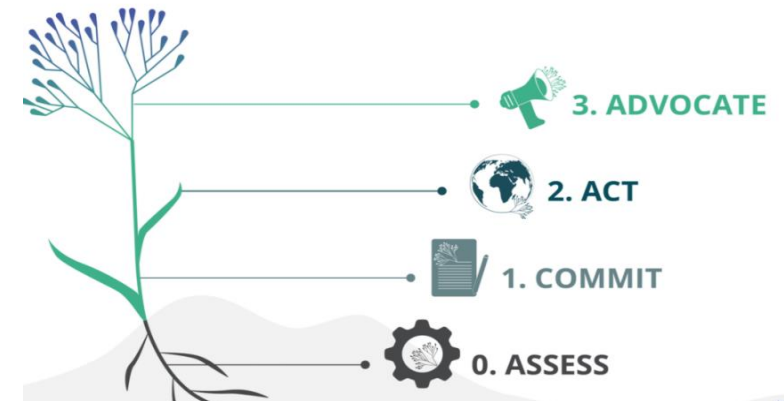 3. ADVOCATE
2. ACT
1. COMMIT
0. ASSESS